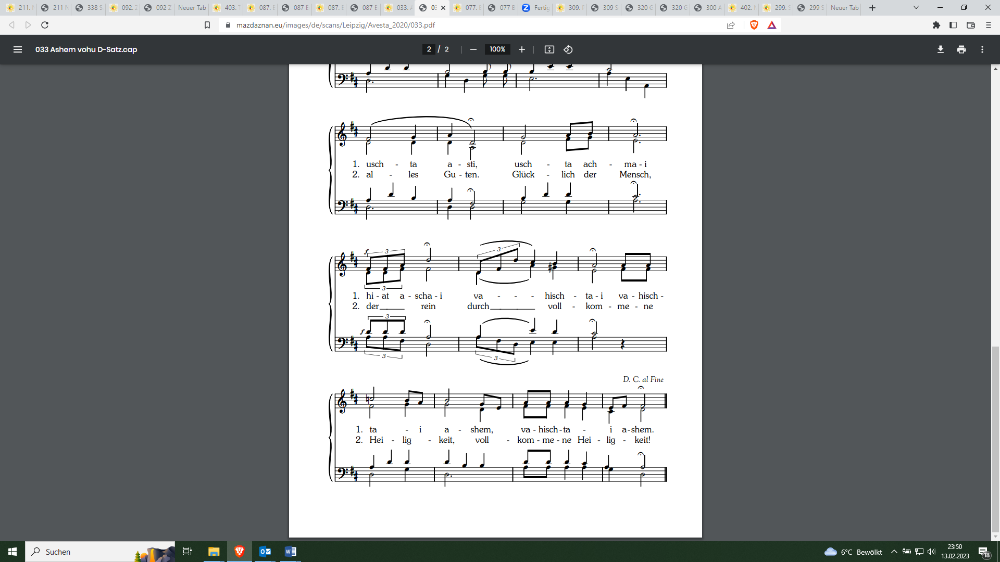 211. N
211 N
338 S
092. Z
092 Z
Neuer Tab
403. T
087. E
087 E
087. E
087 E
033. A
03
077. E
077 B
Fertig
309. F
309 S
320 G
320 G
300 A
402. M
299. S
299 S
Neuer Tab
mazdaznan.eu/images/de/scans/Leipzig/Avesta_2020/033.pdf
033 Ashem vohu D-Satz.cap
2 / 2
100%
1. usch - ta a - sti, usch - ta ach - ma - i
2. al - les Gu - ten. Glück - lich der Mensch,
f 3 3
3
1. hi - at a - scha - i va - - - hisch - ta - i va - hisch -
2. der____ rein durch________ voll - kom - me - ne
3
f
3 3
D. C. al Fine
1. ta - i a - shem, va - hisch - ta - i a - shem.
2. Hei - lig - keit, voll - kom - me - ne Hei - lig - keit!
Suchen
6°C Bewölkt
23:50
13.02.2023
18